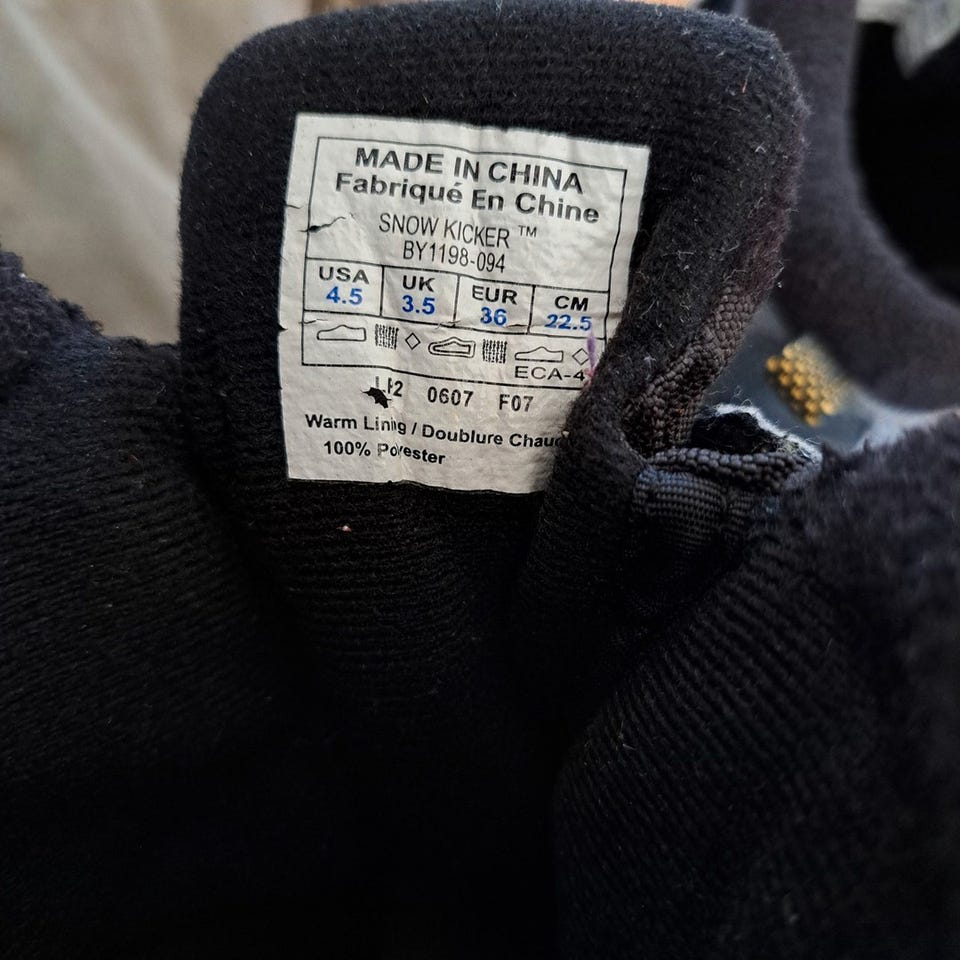 MADE IN CHINA
Fabriqué En Chine
SNOW KICKER ™
BY1198-094
USA UK EUR CM
4.5 3.5 36 22.5
ECA-4
0607 F07
Warm Lining / Doublure
100% Polyester